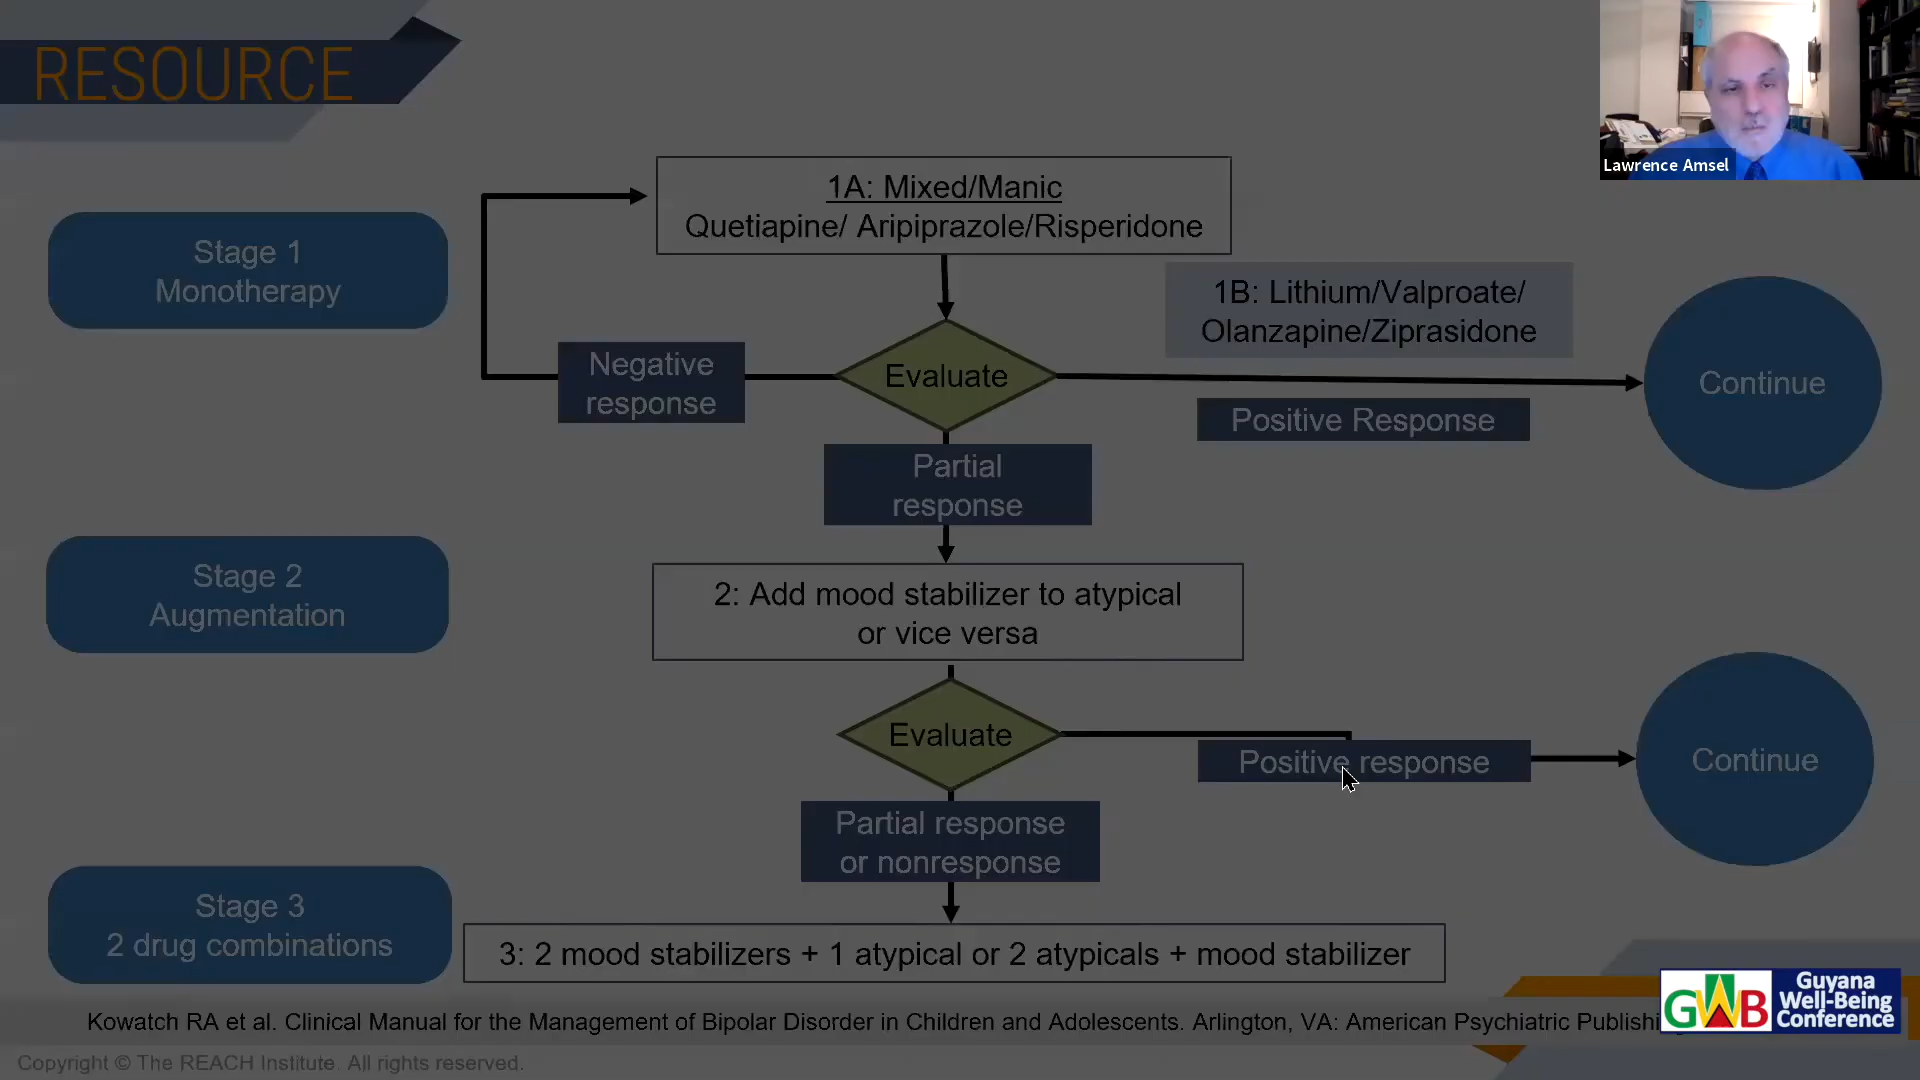 RESOURCE
Lawrence Amsel
1A: Mixed/Manic
Quetiapine/ Aripiprazole/Risperidone
Stage 1
Monotherapy
1B: Lithium/Valproate/
Olanzapine/Ziprasidone
Negative
response
Evaluate
Continue
Positive Response
Partial
response
Stage 2
Augmentation
2: Add mood stabilizer to atypical
or vice versa
Evaluate
Positive response
Continue
Partial response
or nonresponse
Stage 3
2 drug combinations
3: 2 mood stabilizers + 1 atypical or 2 atypicals + mood stabilizer
Kowatch RA et al. Clinical Manual for the Management of Bipolar Disorder in Children and Adolescents. Arlington, VA: American Psychiatric
GWB
Guyana
Well-Being
Conference
Copyright © The REACH Institute. All rights reserved.